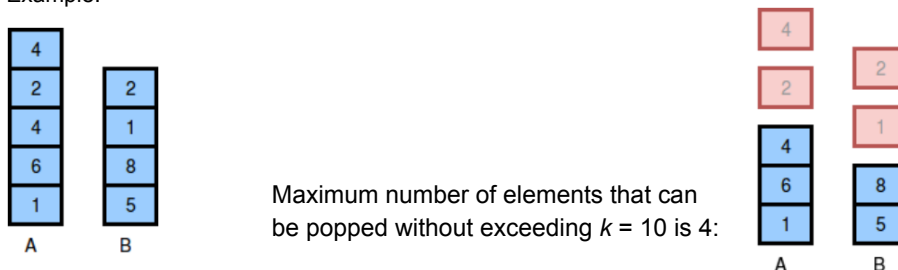 Example:
4
2 2
4 1
6 8
1 5
A B
Maximum number of elements that can
be popped without exceeding k = 10 is 4:
4
2
2
1
4
6 8
1 5
A B